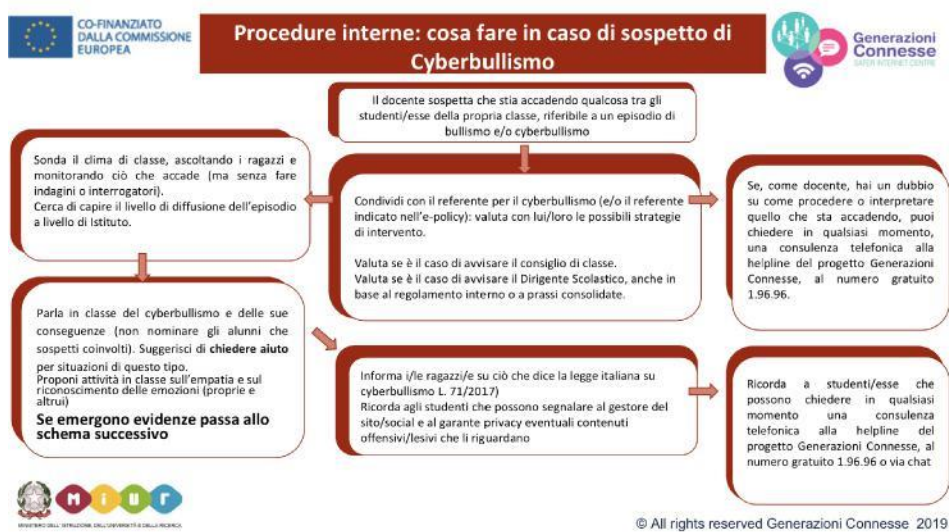 CO-FINANZIATO
DALLA COMMISSIONE
EUROPEA
Procedure interne: cosa fare in caso di sospetto di
Cyberbullismo
Generazioni
Connesse
SAFER INTERNET CENTRE
Il docente sospetta che stia accadendo qualcosa tra gli
studenti/esse della propria classe, riferibile a un episodio di
bullismo e/o cyberbullismo
Sonda il clima di classe, ascoltando i ragazzi e
monitorando ciò che accade (ma senza fare
indagini o interrogatori).
Cerca di capire il livello di diffusione dell'episodio
a livello di Istituto.
Condividi con il referente per il cyberbullismo (e/o il referente
indicato nell'e-policy): valuta con lui/loro le possibili strategie
di intervento.
Valuta se è il caso di avvisare il consiglio di classe.
Valuta se è il caso di avvisare il Dirigente Scolastico, anche in
base al regolamento interno o a prassi consolidate.
Se, come docente, hai un dubbio
su come procedere o interpretare
quello che sta accadendo, puoi
chiedere in qualsiasi momento,
una consulenza telefonica alla
helpline del progetto Generazioni
Connesse, al numero gratuito
1.96.96.
Parla in classe del cyberbullismo e delle sue
conseguenze (non nominare gli alunni che
sospetti coinvolti). Suggerisci di chiedere aiuto
per situazioni di questo tipo.
Proponi attività in classe sull'empatia e sul
riconoscimento delle emozioni (proprie e
altrui)
Se emergono evidenze passa allo
schema successivo
Informa i/le ragazzi/e su ciò che dice la legge italiana su
cyberbullismo L. 71/2017)
Ricorda agli studenti che possono segnalare al gestore del
sito/social e al garante privacy eventuali contenuti
offensivi/lesivi che li riguardano
Ricorda a studenti/esse che
possono chiedere in qualsiasi
momento una consulenza
telefonica alla helpline del
progetto Generazioni Connesse, al
numero gratuito 1.96.96 o via chat
miur
MINISTERO DELL'ISTRUZIONE DELL'UNIVERSITÀ E DELLA RICERCA
© All rights reserved Generazioni Connesse 2019